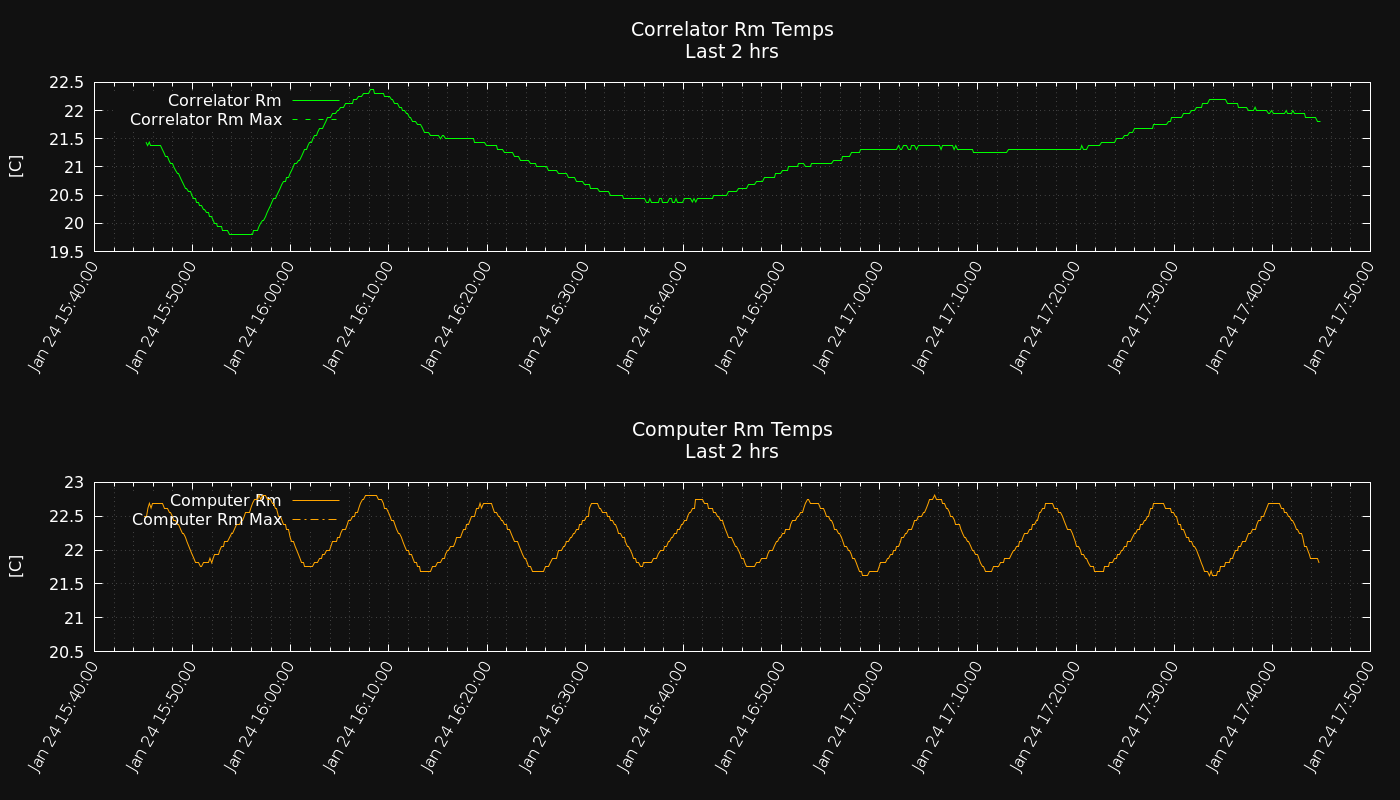 Correlator Rm Temps
Last 2 hrs
22.5
22
21.5
21
20.5
20
19.5
[C]
Correlator Rm
Correlator Rm Max
Jan 24 15:40:00
Jan 24 15:50:00
Jan 24 16:00:00
Jan 24 16:10:00
Jan 24 16:20:00
Jan 24 16:30:00
Jan 24 16:40:00
Jan 24 16:50:00
Jan 24 17:00:00
Jan 24 17:10:00
Jan 24 17:20:00
Jan 24 17:30:00
Jan 24 17:40:00
Jan 24 17:50:00
Computer Rm Temps
Last 2 hrs
23
22.5
22
21.5
21
20.5
[C]
Computer Rm
Computer Rm Max
Jan 24 15:40:00
Jan 24 15:50:00
Jan 24 16:00:00
Jan 24 16:10:00
Jan 24 16:20:00
Jan 24 16:30:00
Jan 24 16:40:00
Jan 24 16:50:00
Jan 24 17:00:00
Jan 24 17:10:00
Jan 24 17:20:00
Jan 24 17:30:00
Jan 24 17:40:00
Jan 24 17:50:00